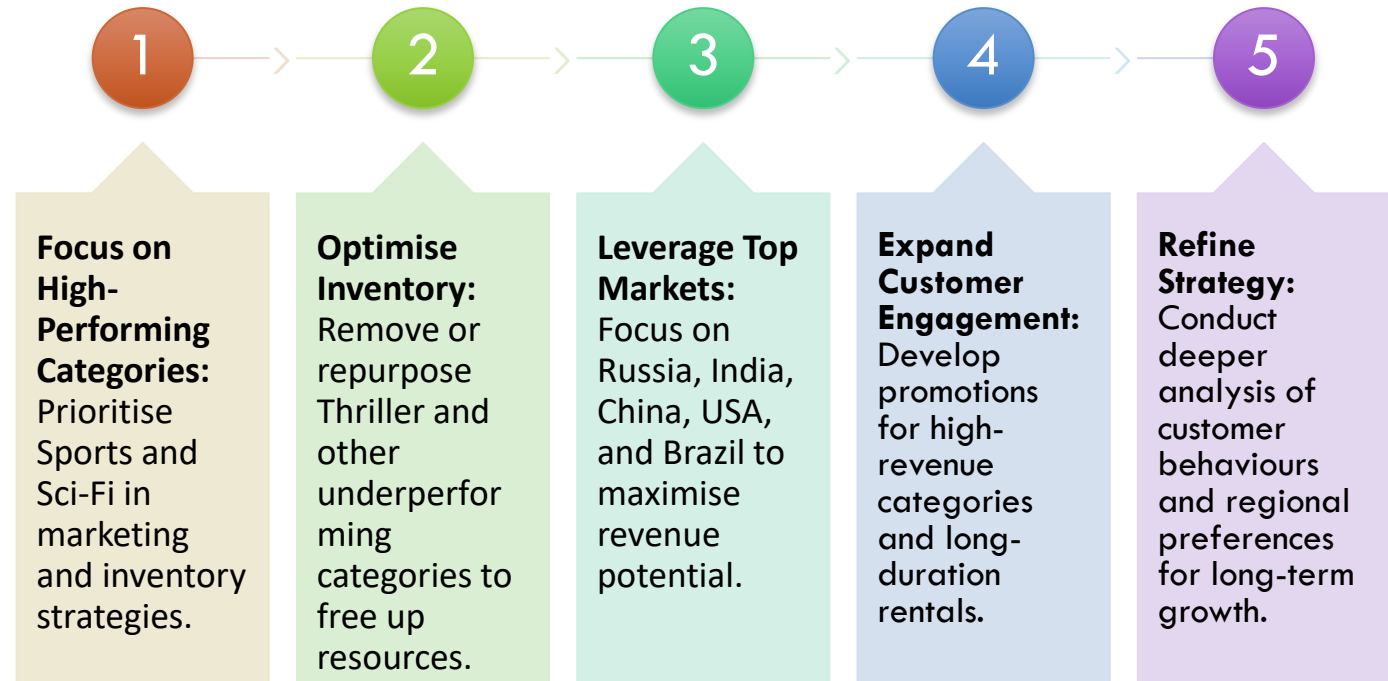 1
2
3
4
5
Focus on
High-
Performing
Categories:
Prioritise
Sports and
Sci-Fi in
marketing
and inventory
strategies.
Optimise
Inventory:
Remove or
repurpose
Thriller and
other
underperfor
ming
categories to
free up
resources.
Leverage Top
Markets:
Focus on
Russia, India,
China, USA,
and Brazil to
maximise
revenue
potential.
Expand
Customer
Engagement:
Develop
promotions
for high-
revenue
categories
and long-
duration
rentals.
Refine
Strategy:
Conduct
deeper
analysis of
customer
behaviours
and regional
preferences
for long-term
growth.